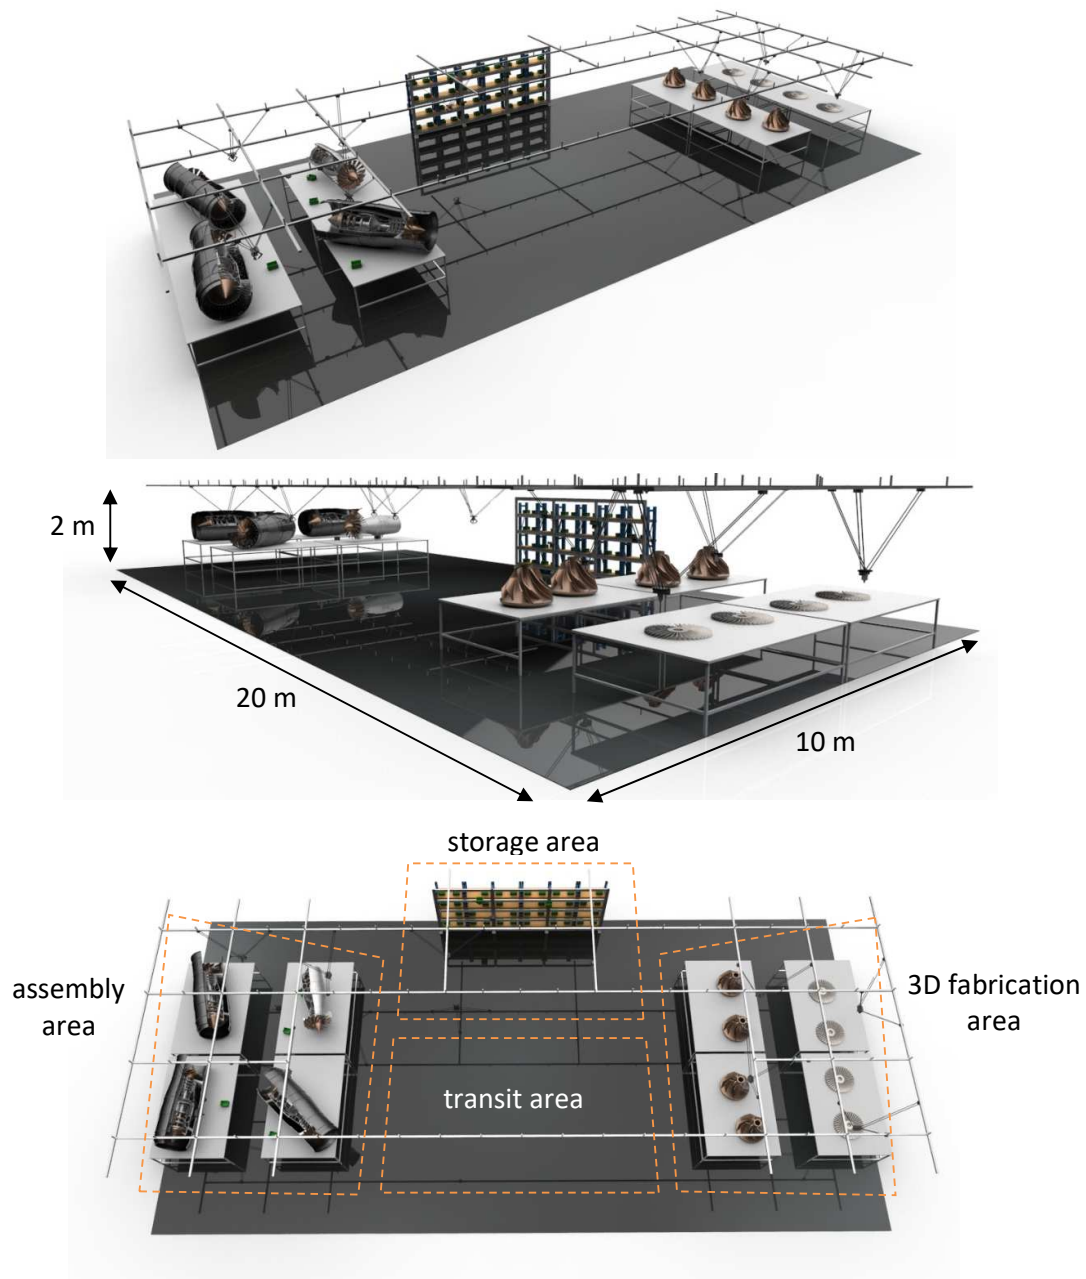 2 m
20 m
10 m
storage area
assembly
area
3D fabrication
area
transit area